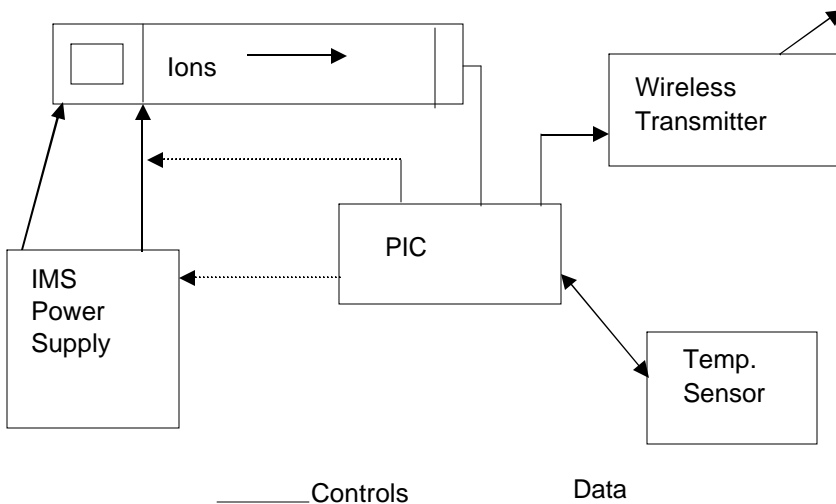 Ions
Wireless
Transmitter
PIC
IMS
Power
Supply
Temp.
Sensor
Controls Data